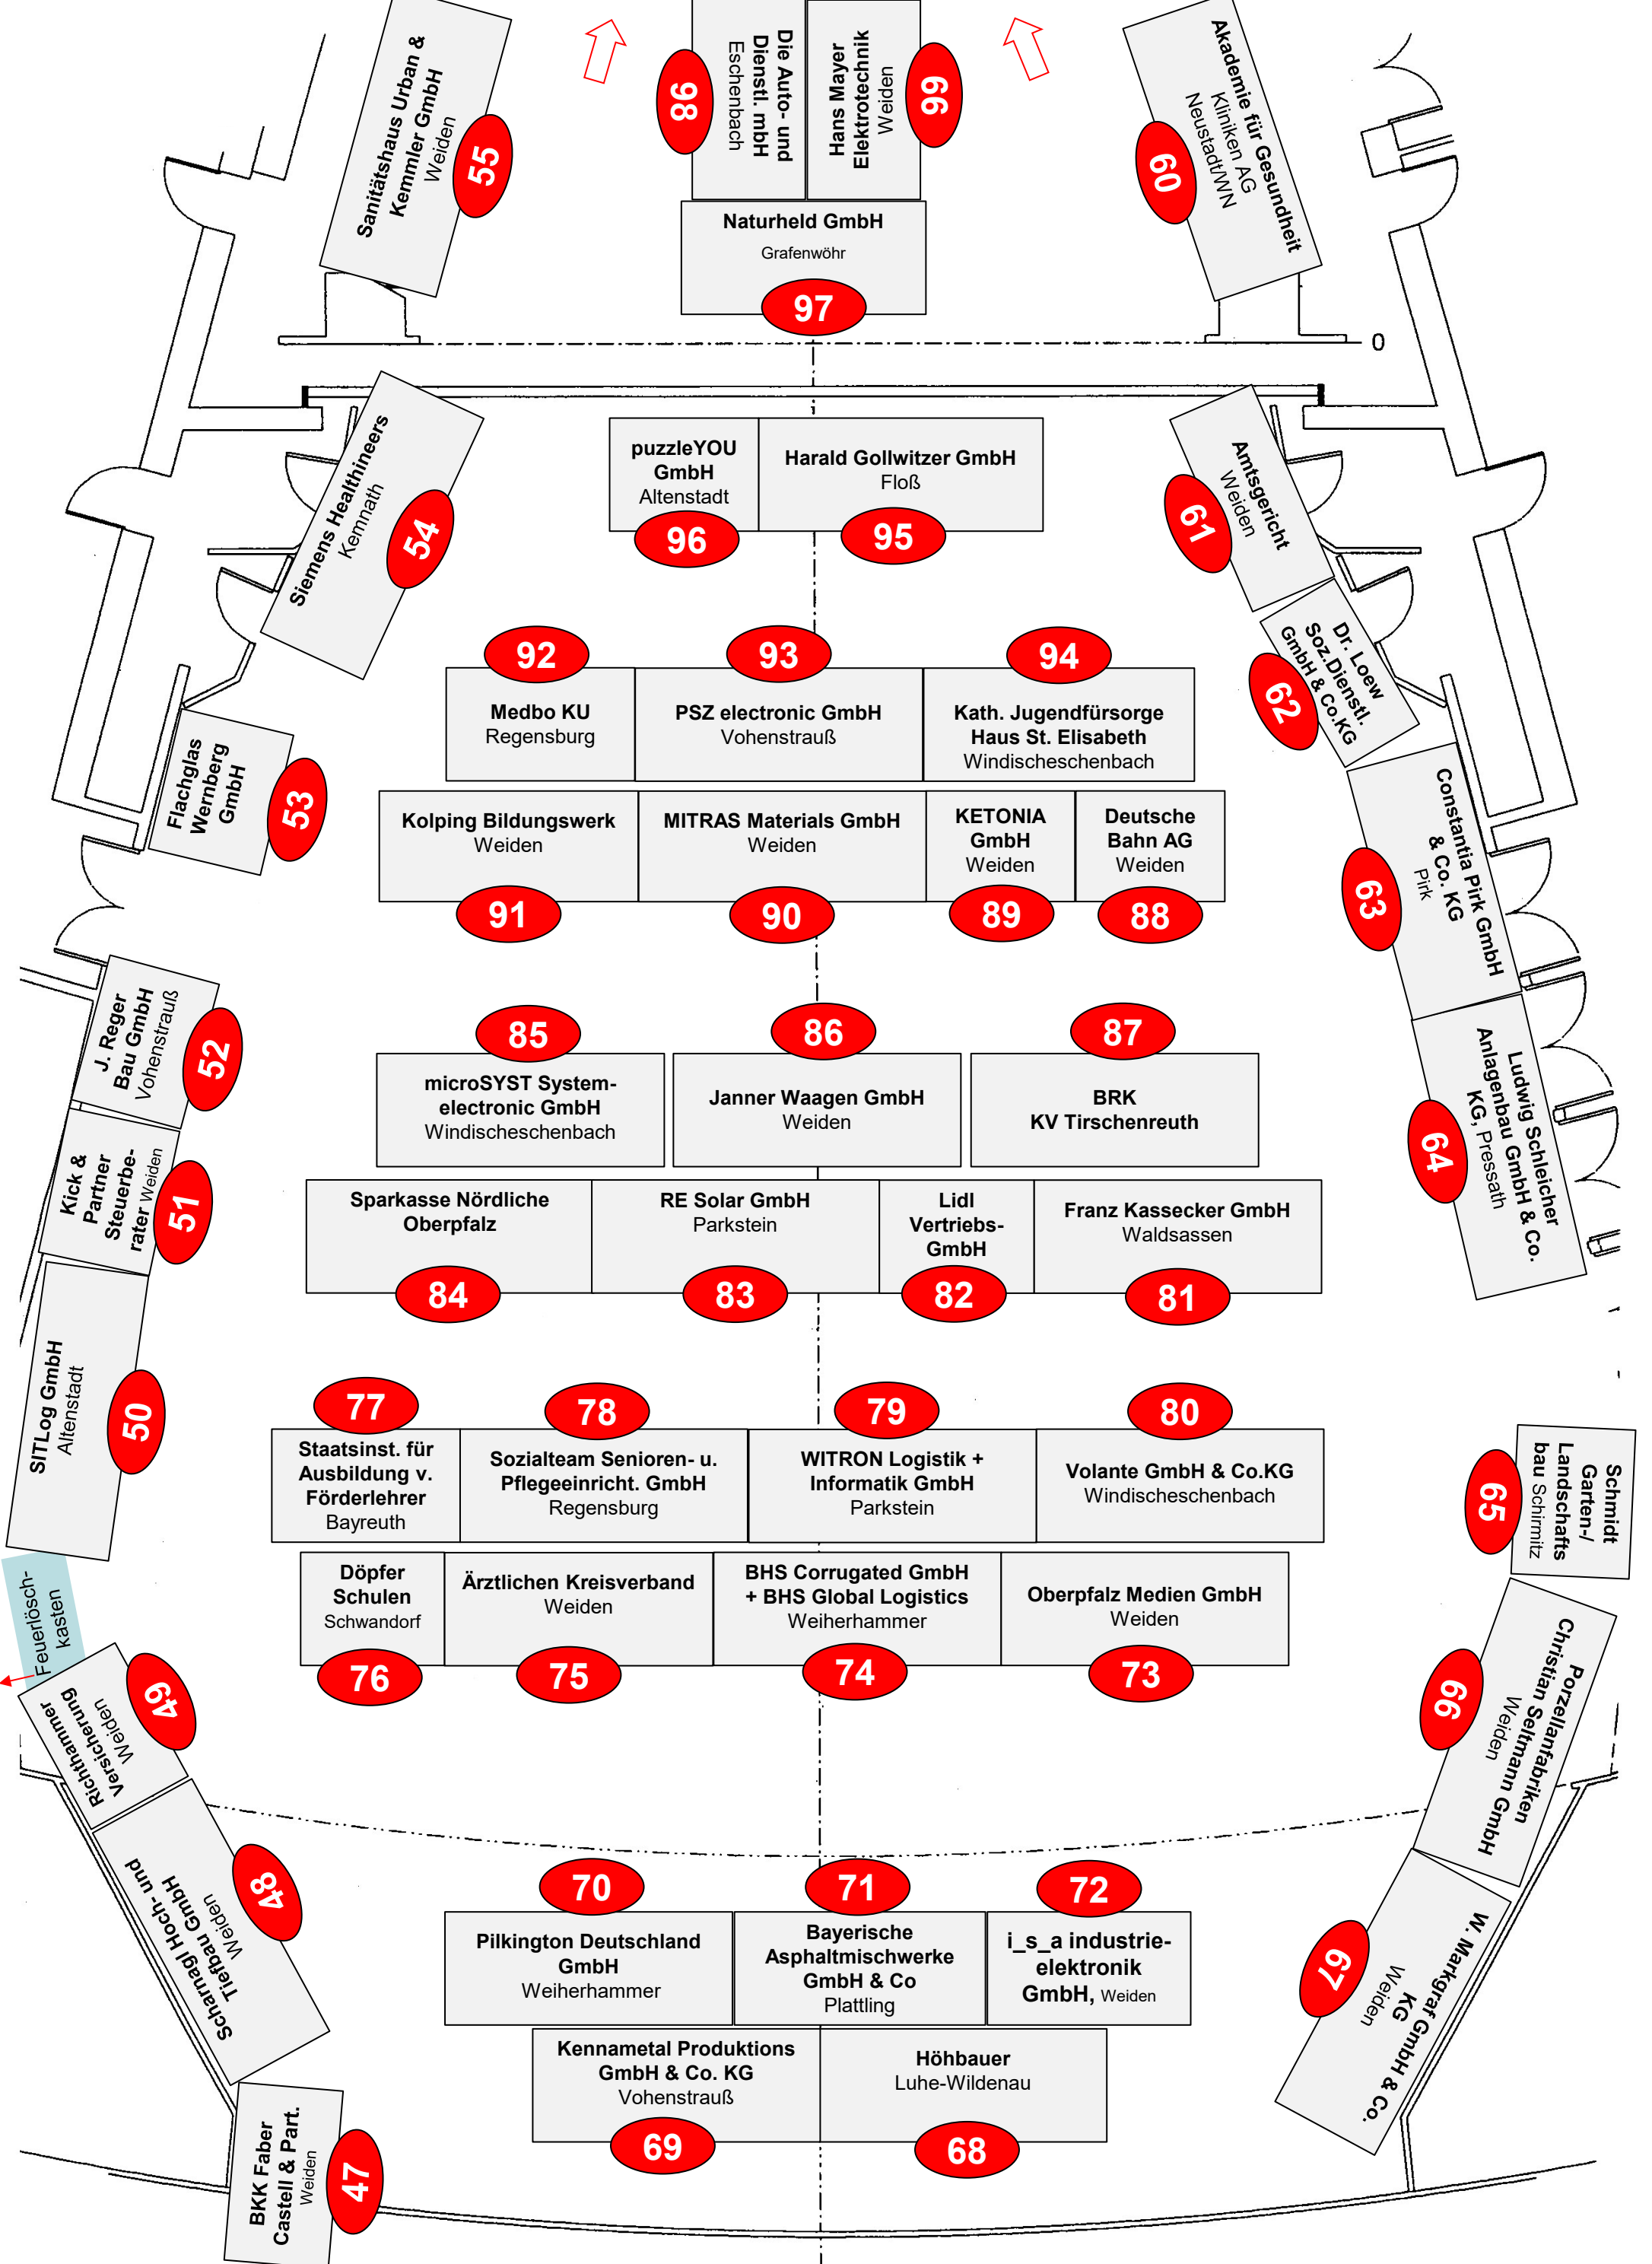 Sanitätshaus Urban &
Kemmler GmbH
Weiden
55
98
Die Auto- und
Dienstl. mbH
Eschenbach
Hans Mayer
Elektrotechnik
Weiden
99
Akademie für Gesundheit
Kliniken AG
Neustadt/WN
60
Naturheld GmbH
Grafenwöhr
97
0
Siemens Healthineers
Kemnath
54
puzzleYOU
GmbH
Altenstadt
96
Harald Gollwitzer GmbH
Floß
95
Amtsgericht
Weiden
61
Dr. Loew
Soz.Dienstl.
GmbH & Co.KG
62
92
Medbo KU
Regensburg
93
PSZ electronic GmbH
Vohenstrauß
94
Kath. Jugendfürsorge
Haus St. Elisabeth
Windischeschenbach
Flachglas
Wernberg
GmbH
53
Kolping Bildungswerk
Weiden
91
MITRAS Materials GmbH
Weiden
90
KETONIA
GmbH
Weiden
89
Deutsche
Bahn AG
Weiden
88
Constantia Pirk GmbH
& Co. KG
Pirk
63
J. Reger
Bau GmbH
Vohenstrauß
52
85
microSYST System-
electronic GmbH
Windischeschenbach
86
Janner Waagen GmbH
Weiden
87
BRK
KV Tirschenreuth
Ludwig Schleicher
Anlagenbau GmbH & Co.
KG, Pressath
64
Kick &
Partner
Steuerbe-
rater Weiden
51
Sparkasse Nördliche
Oberpfalz
84
RE Solar GmbH
Parkstein
83
Lidl
Vertriebs-
GmbH
82
Franz Kassecker GmbH
Waldsassen
81
SITLog GmbH
Altenstadt
50
77
Staatsinst. für
Ausbildung v.
Förderlehrer
Bayreuth
78
Sozialteam Senioren- u.
Pflegeeinricht. GmbH
Regensburg
79
WITRON Logistik +
Informatik GmbH
Parkstein
80
Volante GmbH & Co.KG
Windischeschenbach
Schmidt
Garten-/
Landschafts
bau Schirmitz
65
Feuerlösch-
kasten
Döpfer
Schulen
Schwandorf
76
Ärztlichen Kreisverband
Weiden
75
BHS Corrugated GmbH
+ BHS Global Logistics
Weiherhammer
74
Oberpfalz Medien GmbH
Weiden
73
Porzellanfabriken
Christian Seltmann GmbH
Weiden
66
49
Richthammer
Versicherung
Weiden
48
Scharnagl Hoch- und
Tiefbau GmbH
Weiden
70
Pilkington Deutschland
GmbH
Weiherhammer
71
Bayerische
Asphaltmischwerke
GmbH & Co
Plattling
72
i_s_a industrie-
elektronik
GmbH, Weiden
W. Markgraf GmbH & Co.
KG
Weiden
67
Kennametal Produktions
GmbH & Co. KG
Vohenstrauß
69
Höhbauer
Luhe-Wildenau
68
BKK Faber
Castell & Part.
Weiden
47